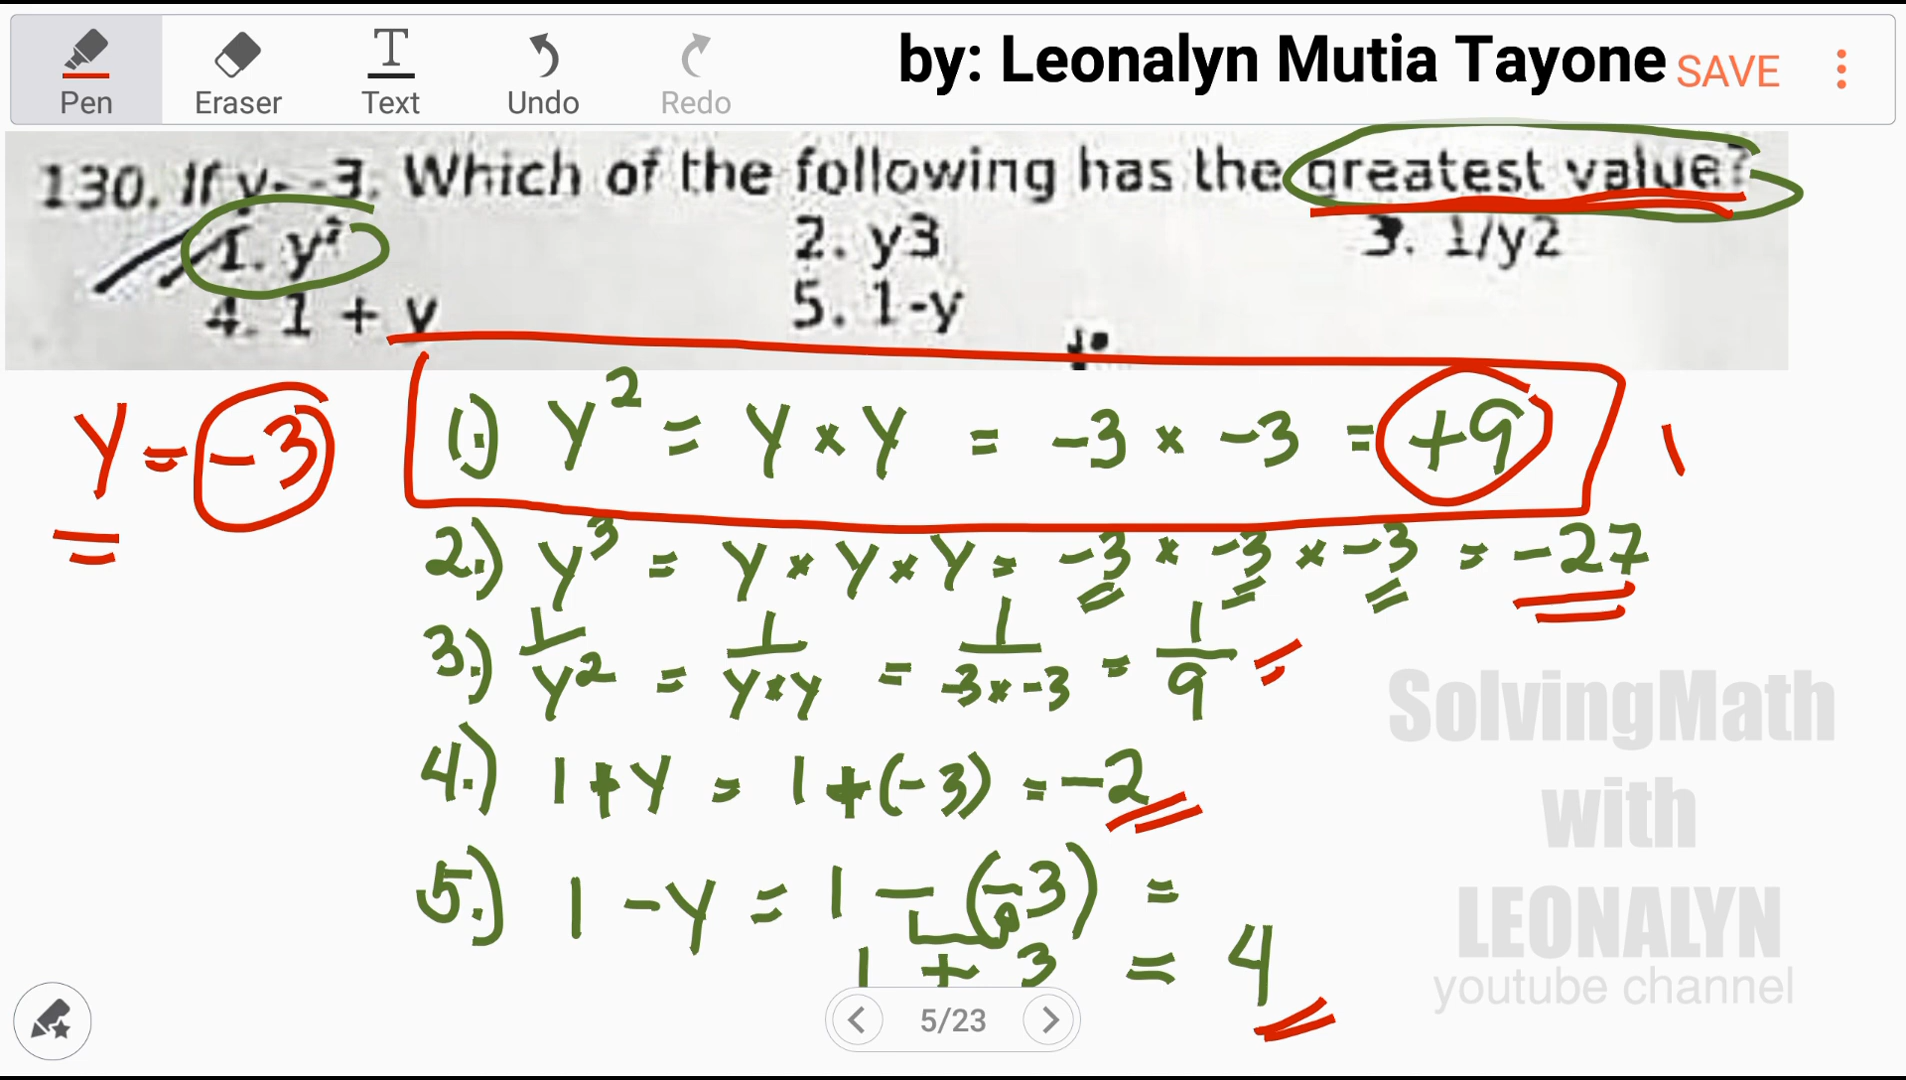 by: Leonalyn Mutia Tayone SAVE
Pen Eraser Text Undo Redo
130. If y=-3. Which of the following has the greatest value?
1. y² 2. y3 3. 1/y2
4. 1 + y 5. 1-y
y = -3
1.) y² = y × y = -3 × -3 = +9
2.) y³ = y × y × y = -3 × -3 × -3 = -27
3.) 1/y² = 1/y×y = 1/-3×-3 = 1/9
4.) 1+y = 1+(-3) = -2
5.) 1-y = 1-(-3) =
1 + 3 = 4
SolvingMath
with
LEONALYN
youtube channel
5/23